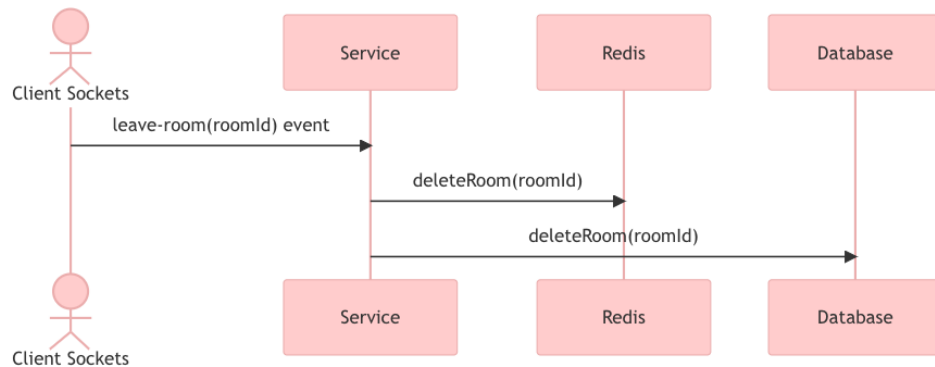 Service
Redis
Database
Client Sockets
leave-room(roomId) event
deleteRoom(roomId)
deleteRoom(roomId)
Service
Redis
Database
Client Sockets